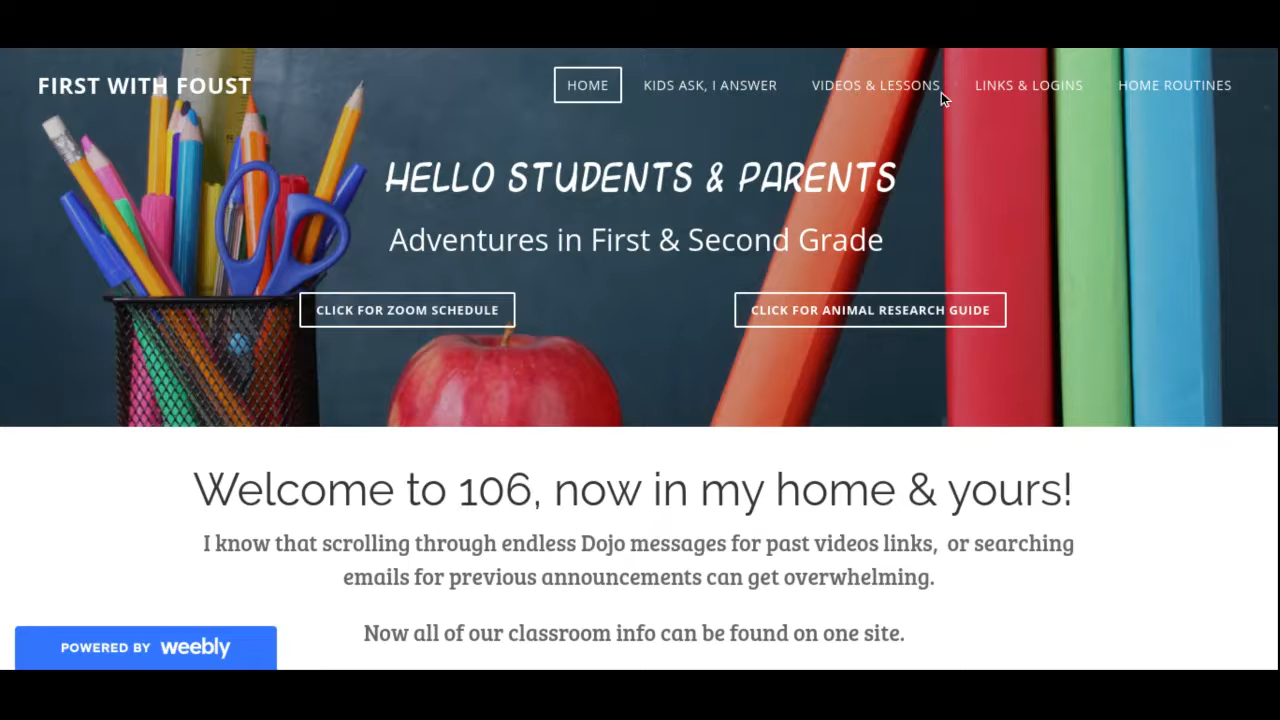 FIRST WITH FOUST
HOME
KIDS ASK, I ANSWER
VIDEOS & LESSONS
LINKS & LOGINS
HOME ROUTINES
HELLO STUDENTS & PARENTS
Adventures in First & Second Grade
CLICK FOR ZOOM SCHEDULE
CLICK FOR ANIMAL RESEARCH GUIDE
Welcome to 106, now in my home & yours!
I know that scrolling through endless Dojo messages for past videos links, or searching
emails for previous announcements can get overwhelming.
Now all of our classroom info can be found on one site.
POWERED BY weebly